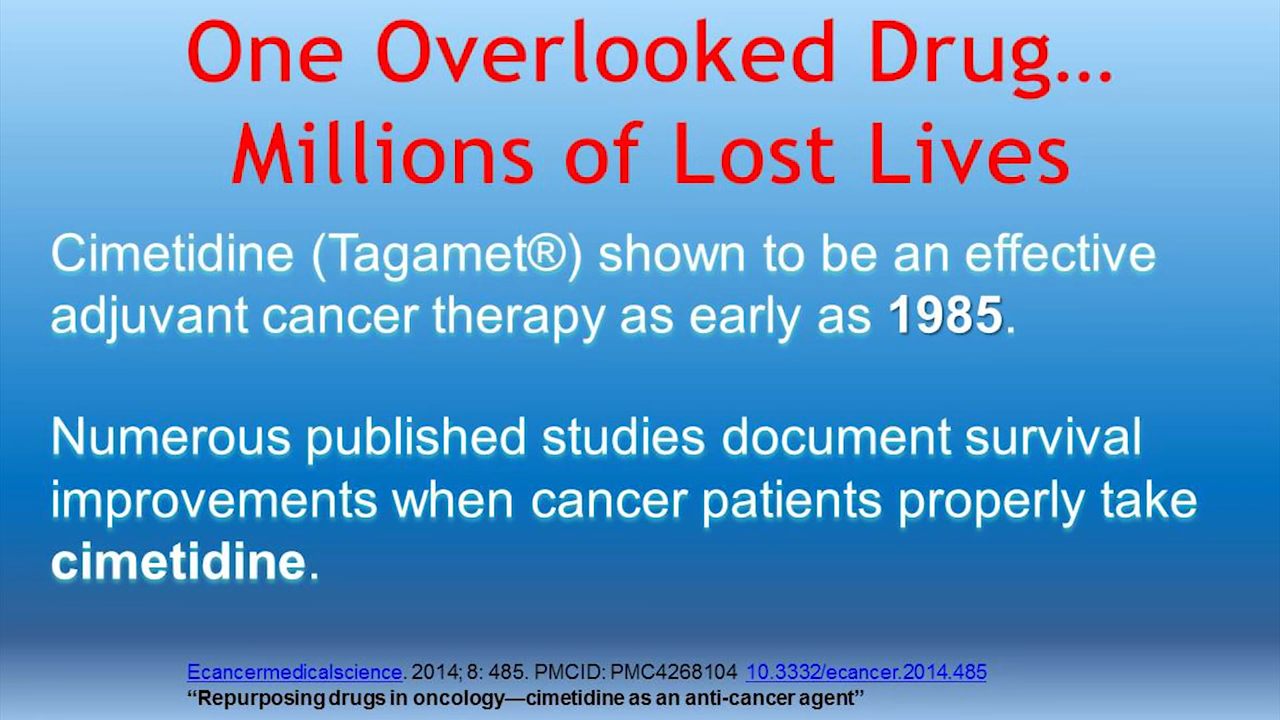 One Overlooked Drug...
Millions of Lost Lives
Cimetidine (Tagamet®) shown to be an effective
adjuvant cancer therapy as early as 1985.
Numerous published studies document survival
improvements when cancer patients properly take
cimetidine.
Ecancermedicalscience. 2014; 8: 485. PMCID: PMC4268104 10.3332/ecancer.2014.485
“Repurposing drugs in oncology—cimetidine as an anti-cancer agent”